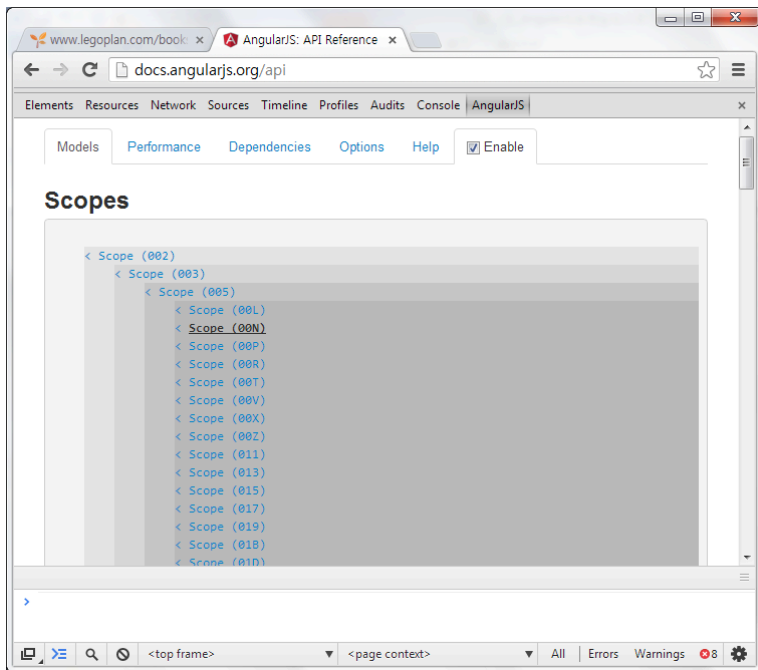 www.legoplan.com/book
AngularJS: API Reference
docs.angularjs.org/api
Elements Resources Network Sources Timeline Profiles Audits Console AngularJS
Models Performance Dependencies Options Help Enable
Scopes
< Scope (002)
< Scope (003)
< Scope (005)
< Scope (00L)
< Scope (00N)
< Scope (00P)
< Scope (00R)
< Scope (00T)
< Scope (00V)
< Scope (00X)
< Scope (00Z)
< Scope (011)
< Scope (013)
< Scope (015)
< Scope (017)
< Scope (019)
< Scope (01B)
< Scope (01D)
>
<top frame> <page context> All Errors Warnings 8